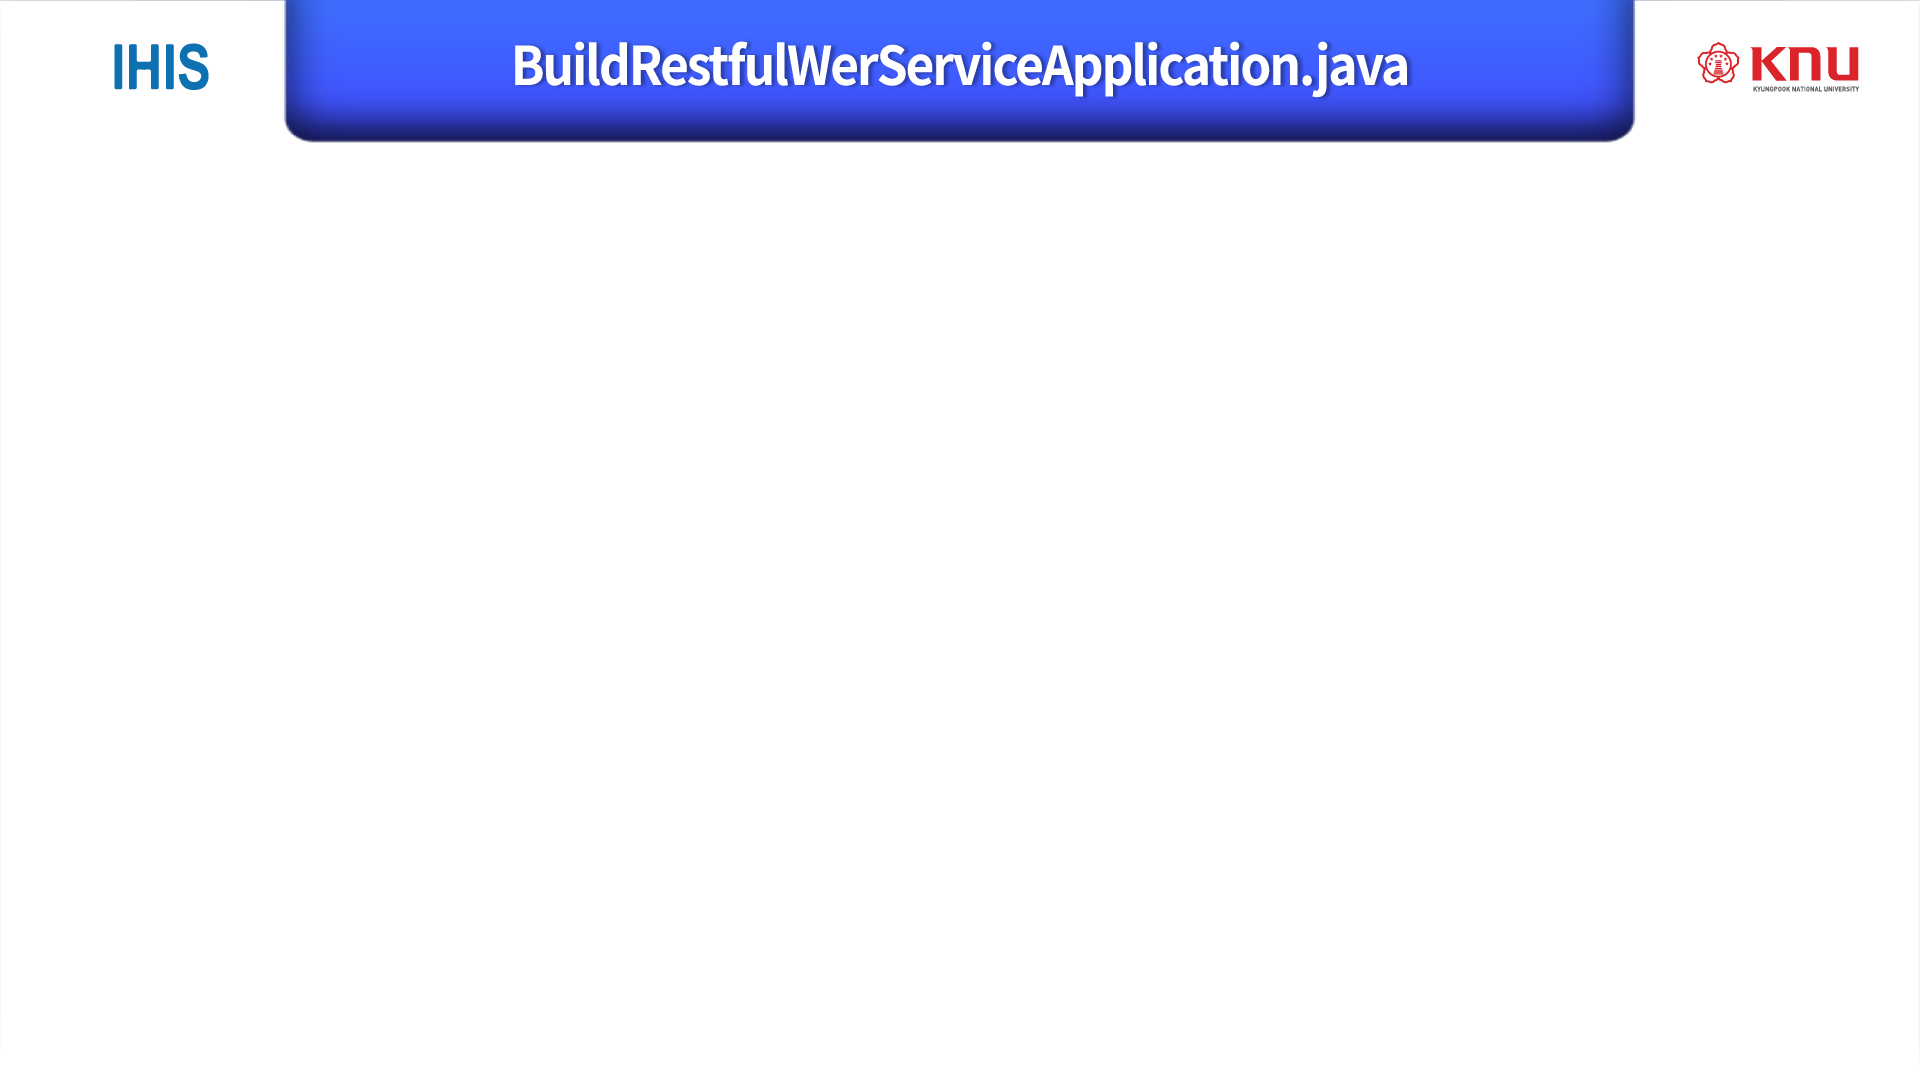 IHIS
BuildRestfulWerServiceApplication.java
KNU
KYUNGPOOK NATIONAL UNIVERSITY